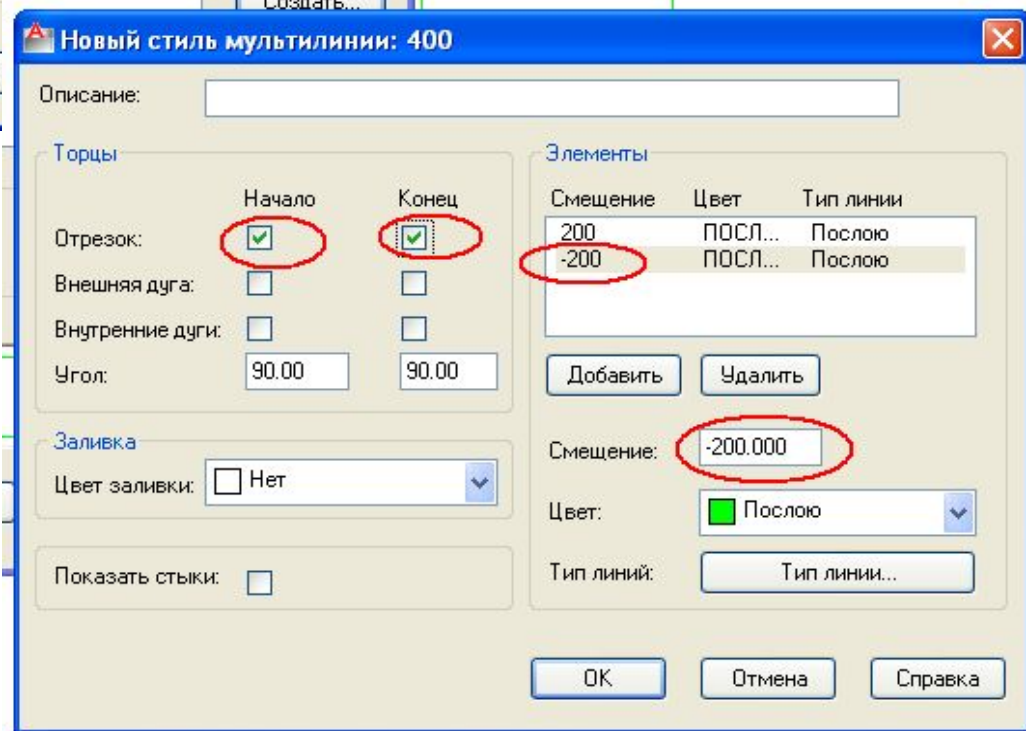 Создать...
Новый стиль мультилинии: 400
Описание:
Торцы
Начало Конец
Отрезок:
Внешняя дуга:
Внутренние дуги:
Угол: 90.00 90.00
Заливка
Цвет заливки: Нет
Показать стыки:
Элементы
Смещение Цвет Тип линии
200 ПОСЛ... Послою
-200 ПОСЛ... Послою
Добавить Удалить
Смещение: -200.000
Цвет: Послою
Тип линий: Тип линии...
OK Отмена Справка